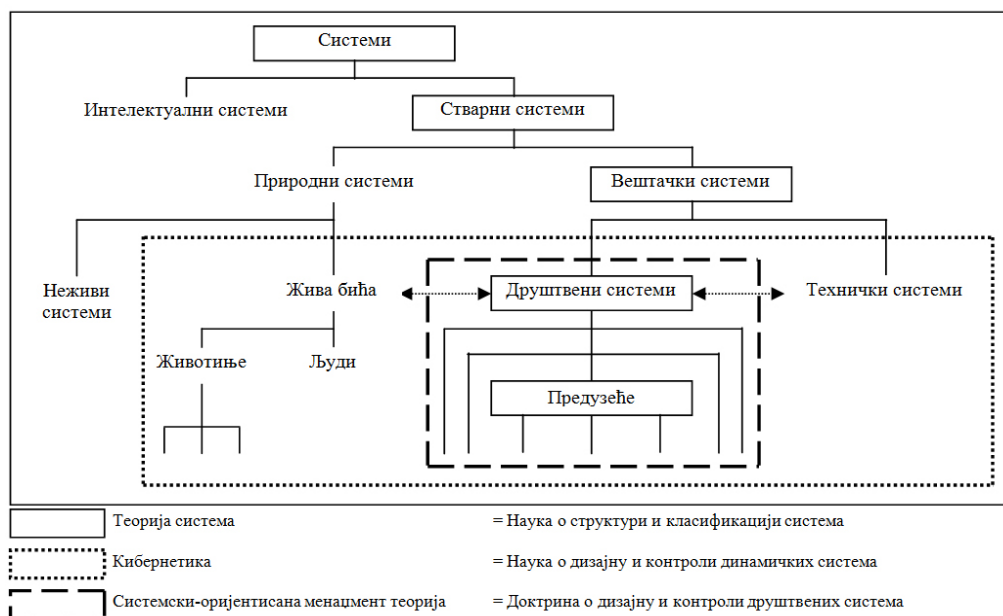 Системи
Интелектуални системи
Стварни системи
Природни системи
Вештачки системи
Неживи
системи
Жива бића
Друштвени системи
Технички системи
Животиње
Људи
Предузеће
Теорија система = Наука о структури и класификацији система
Кибернетика = Наука о дизајну и контроли динамичких система
Системски-оријентисана менаџмент теорија = Доктрина о дизајну и контроли друштвених система